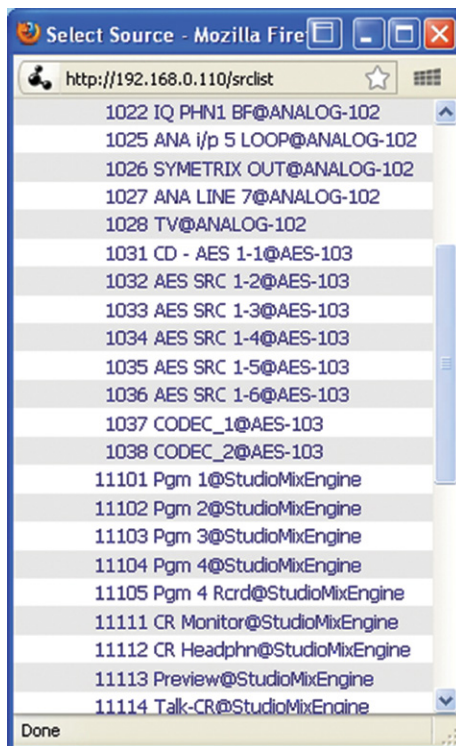 Select Source - Mozilla Fire
http://192.168.0.110/srclist
1022 IQ PHN1 BF@ANALOG-102
1025 ANA i/p 5 LOOP@ANALOG-102
1026 SYMETRIX OUT@ANALOG-102
1027 ANA LINE 7@ANALOG-102
1028 TV@ANALOG-102
1031 CD - AES 1-1@AES-103
1032 AES SRC 1-2@AES-103
1033 AES SRC 1-3@AES-103
1034 AES SRC 1-4@AES-103
1035 AES SRC 1-5@AES-103
1036 AES SRC 1-6@AES-103
1037 CODEC_1@AES-103
1038 CODEC_2@AES-103
11101 Pgm 1@StudioMixEngine
11102 Pgm 2@StudioMixEngine
11103 Pgm 3@StudioMixEngine
11104 Pgm 4@StudioMixEngine
11105 Pgm 4 Rcrd@StudioMixEngine
11111 CR Monitor@StudioMixEngine
11112 CR Headphn@StudioMixEngine
11113 Preview@StudioMixEngine
11114 Talk-CR@StudioMixEngine
Done